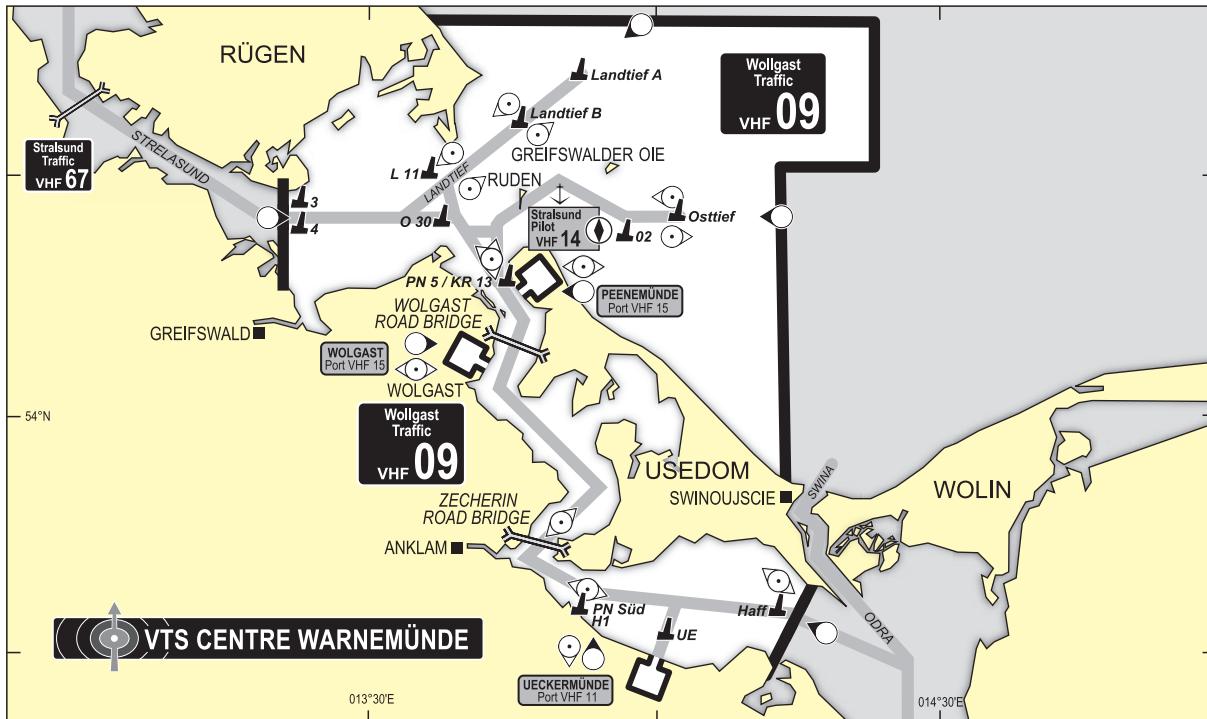 RÜGEN
Landtief A
Wollgast
Traffic
VHF 09
Landtief B
STRELASUND
Stralsund
Traffic
VHF 67
GREIFSWALDER OIE
L 11
LANDTIEF
RUDEN
3
4
O 30
Stralsund
Pilot
VHF 14
Osttief
02
PN 5 / KR 13
PEENEMÜNDE
Port VHF 15
WOLGAST
ROAD BRIDGE
GREIFSWALD
WOLGAST
Port VHF 15
WOLGAST
54°N
Wollgast
Traffic
VHF 09
USEDOM
SWINOUJSCIE
SWINA
WOLIN
ZECHERIN
ROAD BRIDGE
ANKLAM
PN Süd
H1
Haff
ODRA
UE
VTS CENTRE WARNEMÜNDE
UECKERMÜNDE
Port VHF 11
013°30'E
014°30'E